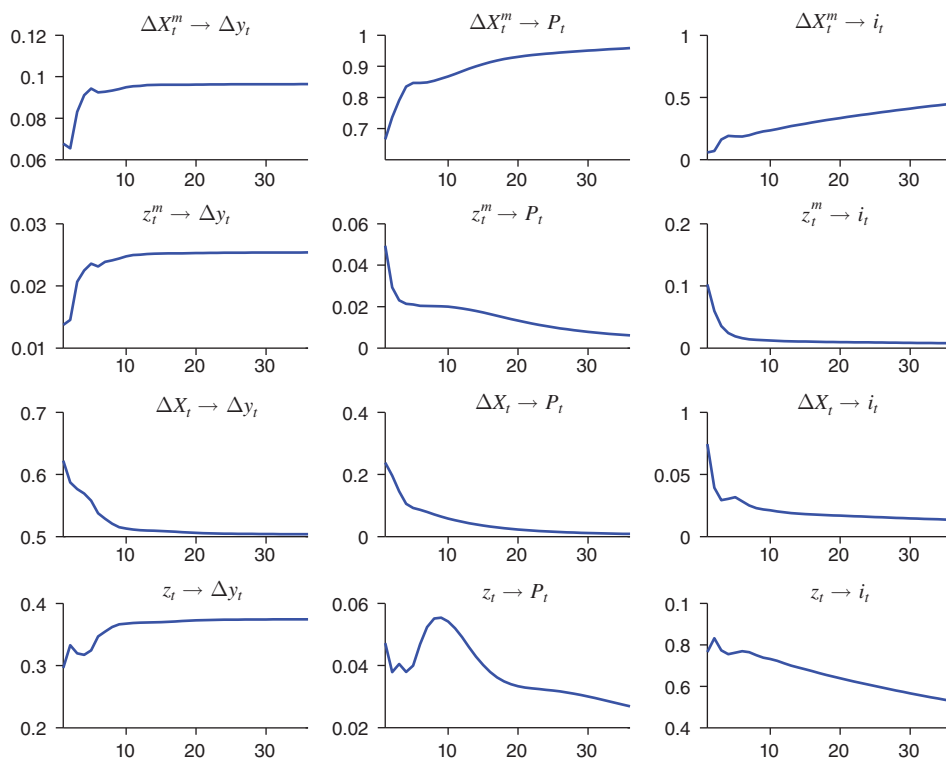 ΔX_t^m → Δy_t
ΔX_t^m → P_t
ΔX_t^m → i_t
0.12
0.1
0.08
0.06
10 20 30
1
0.9
0.8
0.7
10 20 30
1
0.5
0
10 20 30
z_t^m → Δy_t
z_t^m → P_t
z_t^m → i_t
0.03
0.02
0.01
10 20 30
0.06
0.04
0.02
0
10 20 30
0.2
0.1
0
10 20 30
ΔX_t → Δy_t
ΔX_t → P_t
ΔX_t → i_t
0.7
0.6
0.5
10 20 30
0.4
0.2
0
10 20 30
1
0.05
0
10 20 30
z_t → Δy_t
z_t → P_t
z_t → i_t
0.4
0.3
0.2
10 20 30
0.06
0.04
0.02
10 20 30
0.1
0.8
0.6
0.4
10 20 30